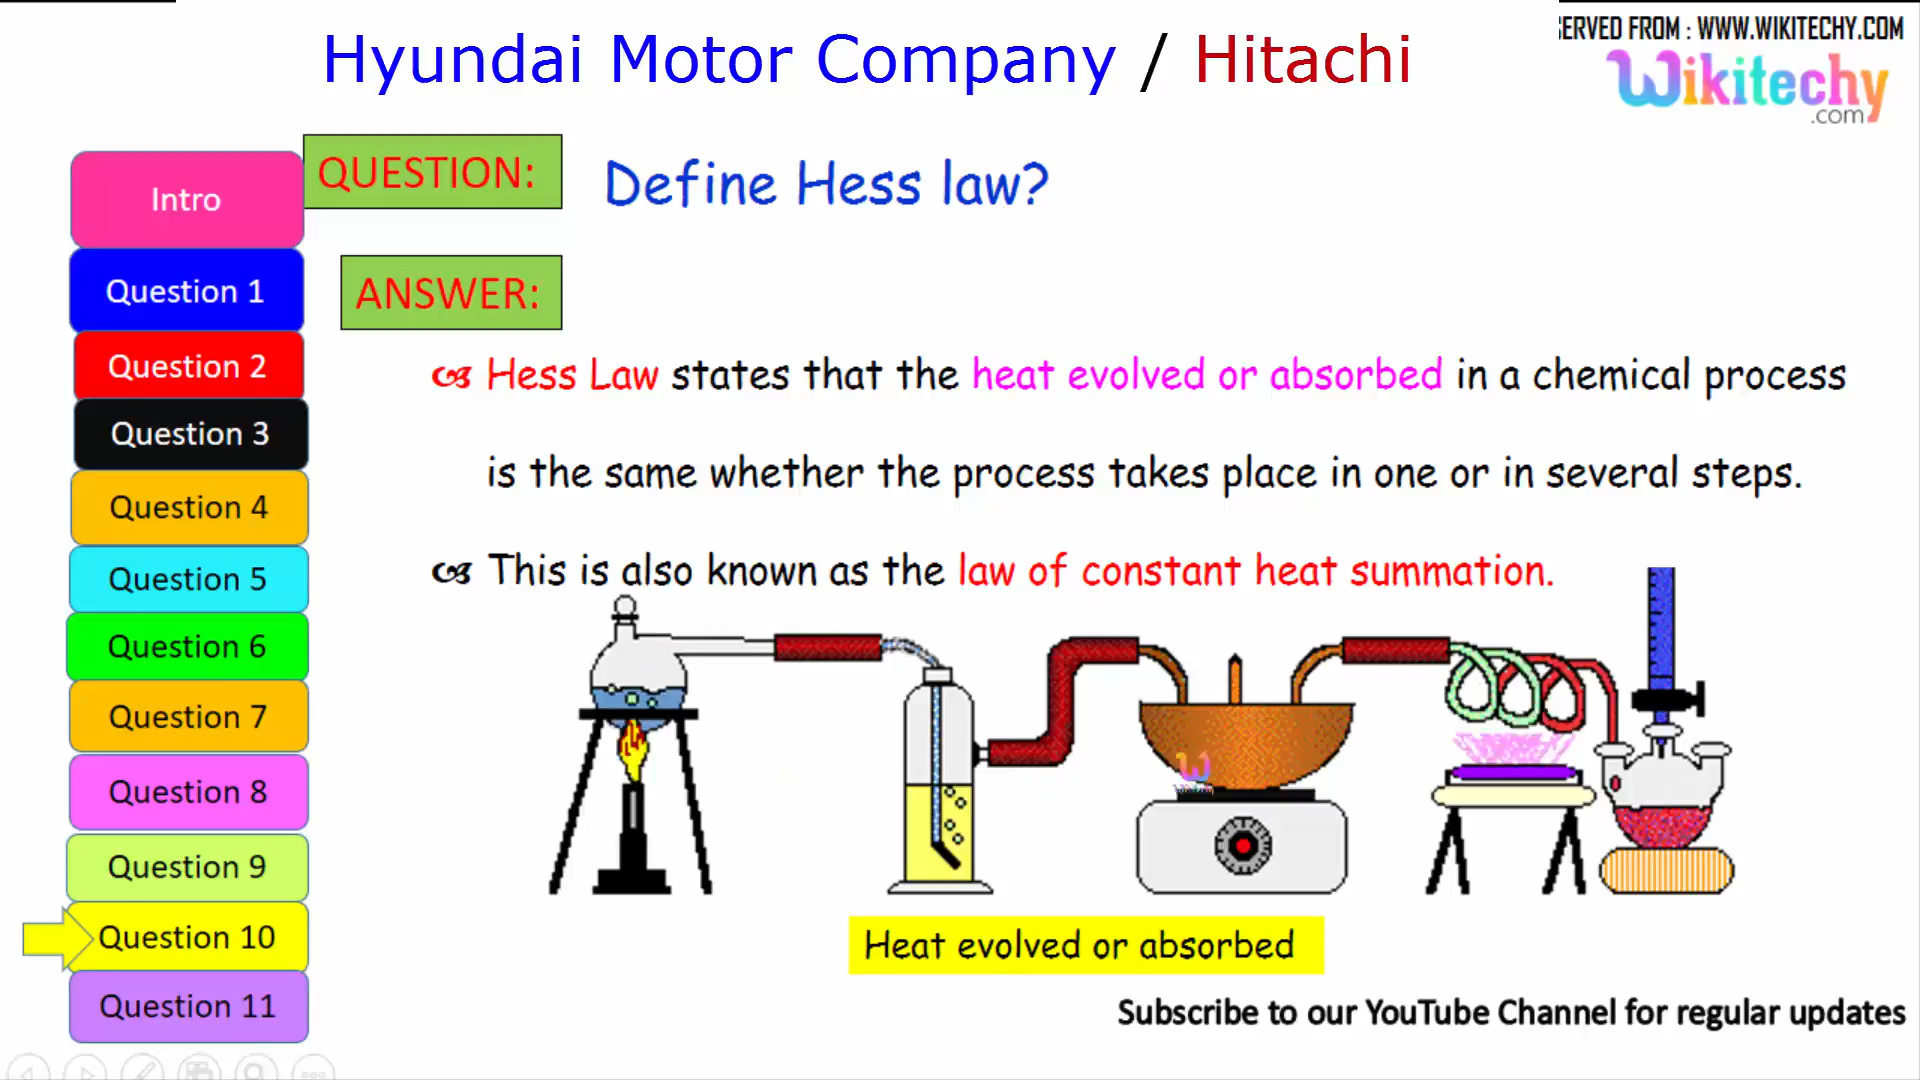 SERVED FROM : WWW.WIKITECHY.COM
Hyundai Motor Company / Hitachi
Wikitechy
.com
QUESTION:
Define Hess law?
Intro
Question 1
Question 2
Question 3
Question 4
Question 5
Question 6
Question 7
Question 8
Question 9
Question 10
Question 11
ANSWER:
Hess Law states that the heat evolved or absorbed in a chemical process
is the same whether the process takes place in one or in several steps.
This is also known as the law of constant heat summation.
Heat evolved or absorbed
Subscribe to our YouTube Channel for regular updates